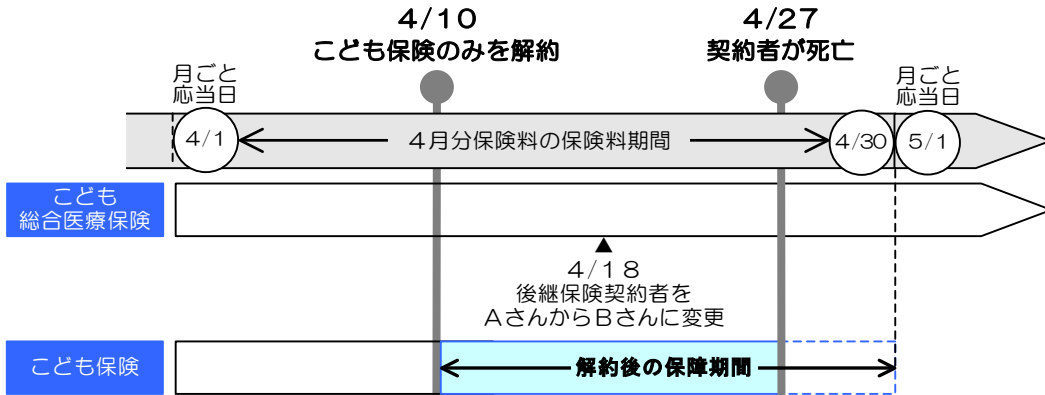 4/10
こども保険のみを解約
4/27
契約者が死亡
月ごと
応当日
月ごと
応当日
4/1
4月分保険料の保険料期間
4/30
5/1
こども
総合医療保険
▲
4/18
後継保険契約者を
AさんからBさんに変更
こども保険
解約後の保障期間